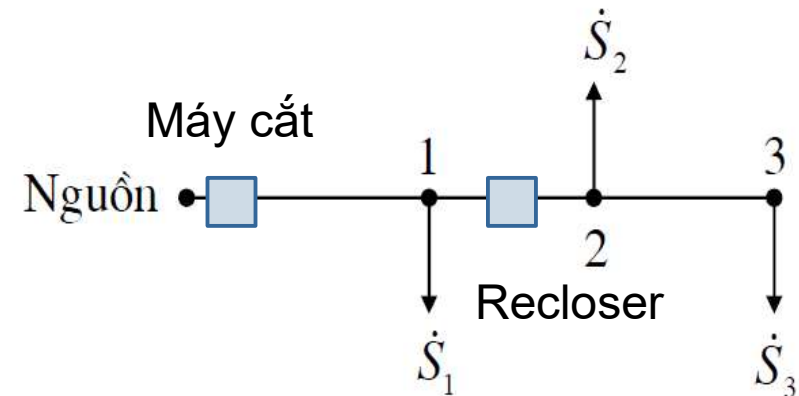 Ṡ₂
Máy cắt
1
3
Nguồn
2
Recloser
Ṡ₁
Ṡ₃